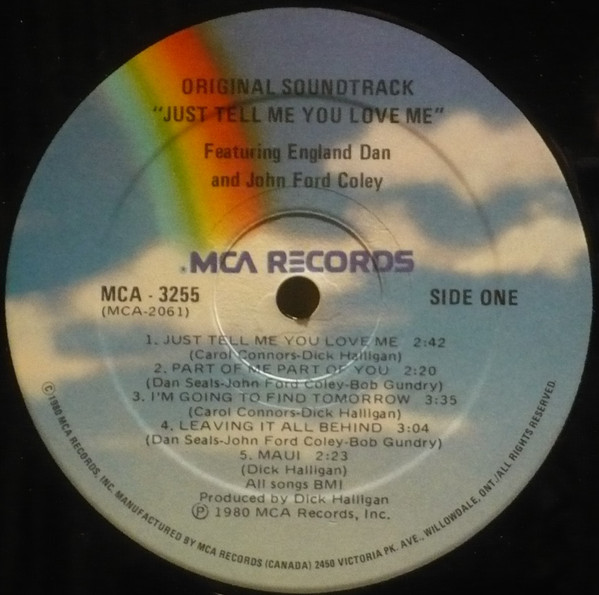 ORIGINAL SOUNDTRACK
"JUST TELL ME YOU LOVE ME"
Featuring England Dan
and John Ford Coley
MCA RECORDS
MCA - 3255
(MCA-2061)
SIDE ONE
1. JUST TELL ME YOU LOVE ME 2:42
(Carol Connors-Dick Halligan)
2. PART OF ME PART OF YOU 2:20
(Dan Seals-John Ford Coley-Bob Gundry)
3. I'M GOING TO FIND TOMORROW 3:35
(Carol Connors-Dick Halligan)
4. LEAVING IT ALL BEHIND 3:04
(Dan Seals-John Ford Coley-Bob Gundry)
5. MAUI 2:23
(Dick Halligan)
All songs BMI
Produced by Dick Halligan
℗ 1980 MCA Records, Inc.
© 1980 MCA RECORDS, INC. MANUFACTURED BY MCA RECORDS (CANADA) 2450 VICTORIA PK. AVE., WILLOWDALE, ONT./ALL RIGHTS RESERVED.